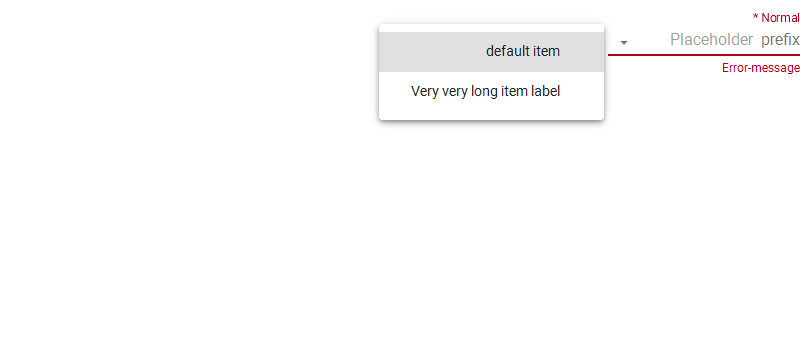 * Normal
Placeholder prefix
Error-message
default item
Very very long item label